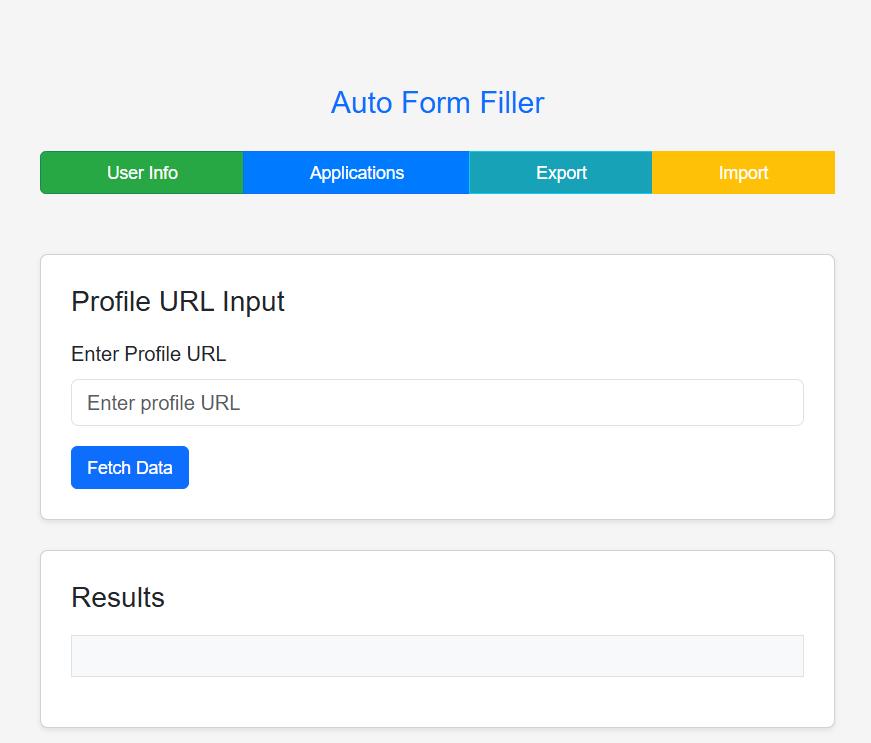 Auto Form Filler
User Info Applications Export Import
Profile URL Input
Enter Profile URL
Enter profile URL
Fetch Data
Results